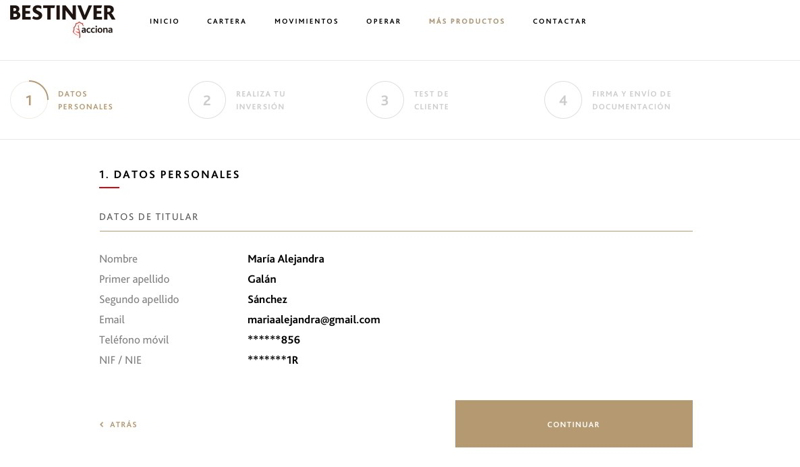 BESTINVER
acciona
INICIO CARTERA MOVIMIENTOS OPERAR MÁS PRODUCTOS CONTACTAR
1 DATOS PERSONALES
2 REALIZA TU INVERSIÓN
3 TEST DE CLIENTE
4 FIRMA Y ENVÍO DE DOCUMENTACIÓN
1. DATOS PERSONALES
DATOS DE TITULAR
Nombre María Alejandra
Primer apellido Galán
Segundo apellido Sánchez
Email mariaalejandra@gmail.com
Teléfono móvil ******856
NIF / NIE *******1R
ATRÁS CONTINUAR